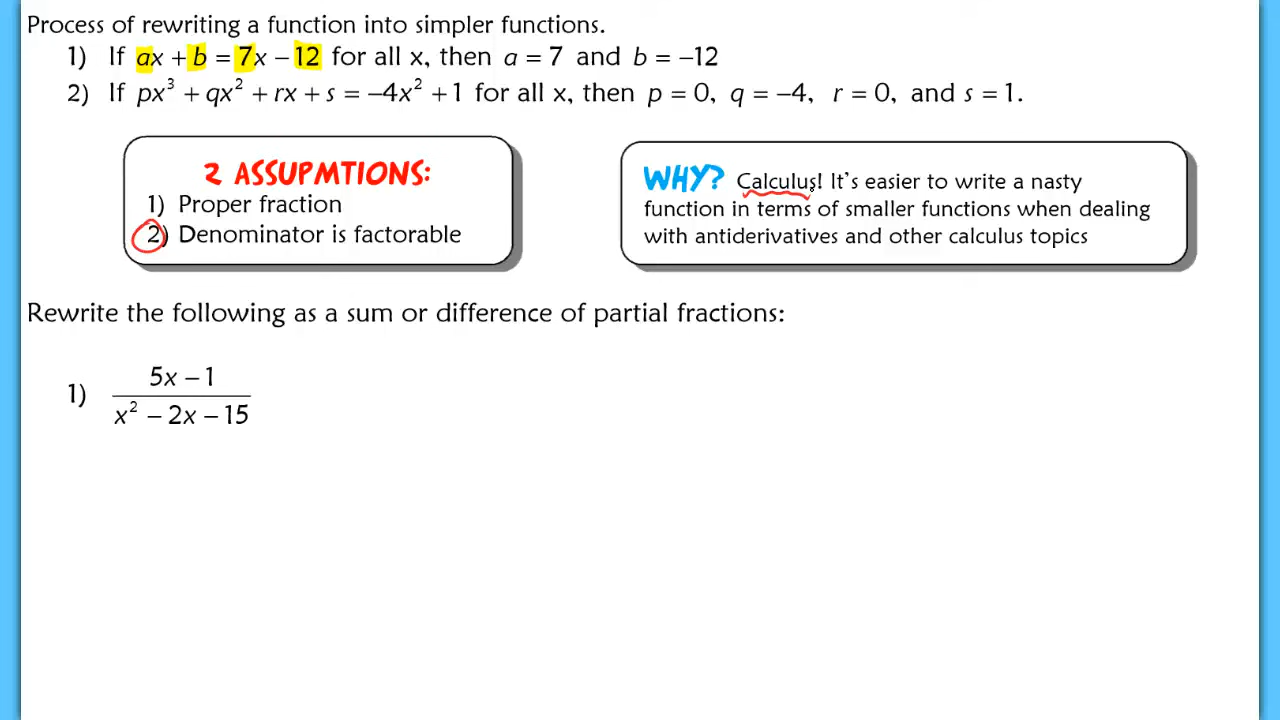 Process of rewriting a function into simpler functions.
1) If ax + b = 7x − 12 for all x, then a = 7 and b = −12
2) If px³ + qx² + rx + s = −4x² + 1 for all x, then p = 0, q = −4, r = 0, and s = 1.
2 ASSUPMTIONS:
1) Proper fraction
2) Denominator is factorable
WHY? Calculus! It's easier to write a nasty
function in terms of smaller functions when dealing
with antiderivatives and other calculus topics
Rewrite the following as a sum or difference of partial fractions:
1) 5x − 1
x² − 2x − 15